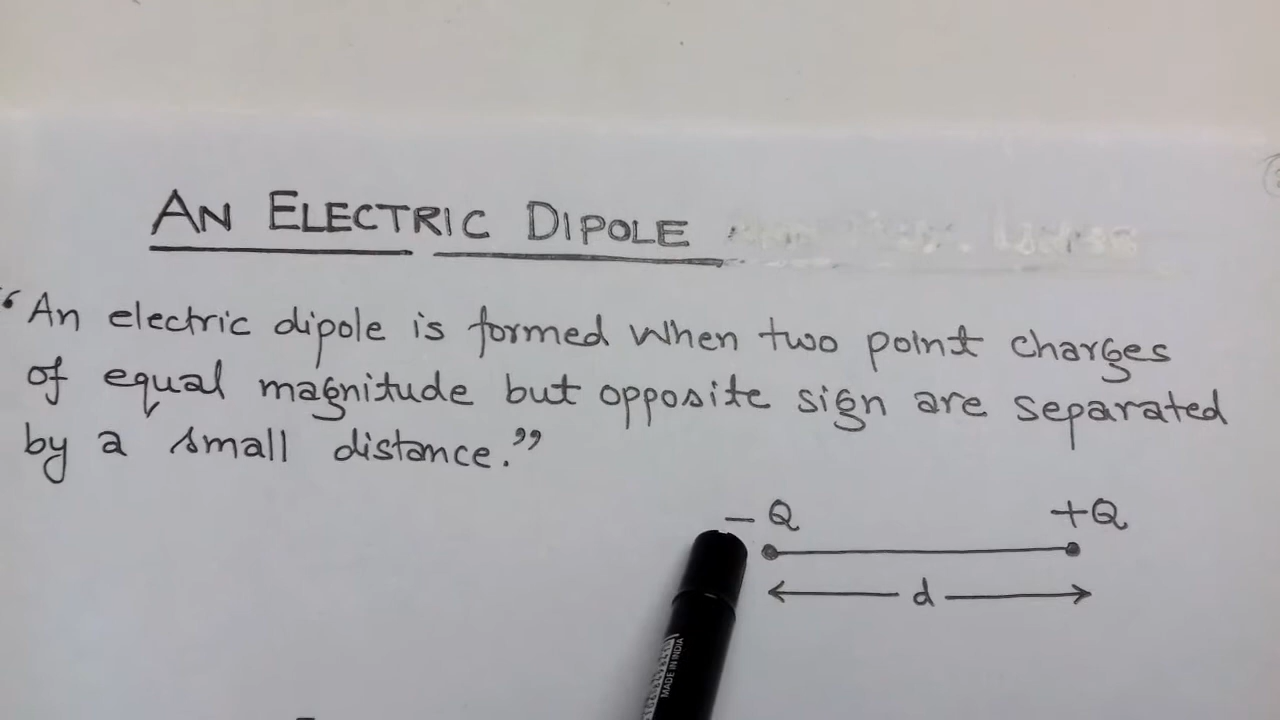 AN ELECTRIC DIPOLE
“An electric dipole is formed when two point charges
of equal magnitude but opposite sign are separated
by a small distance.”
– Q +Q
d
MADE IN INDIA